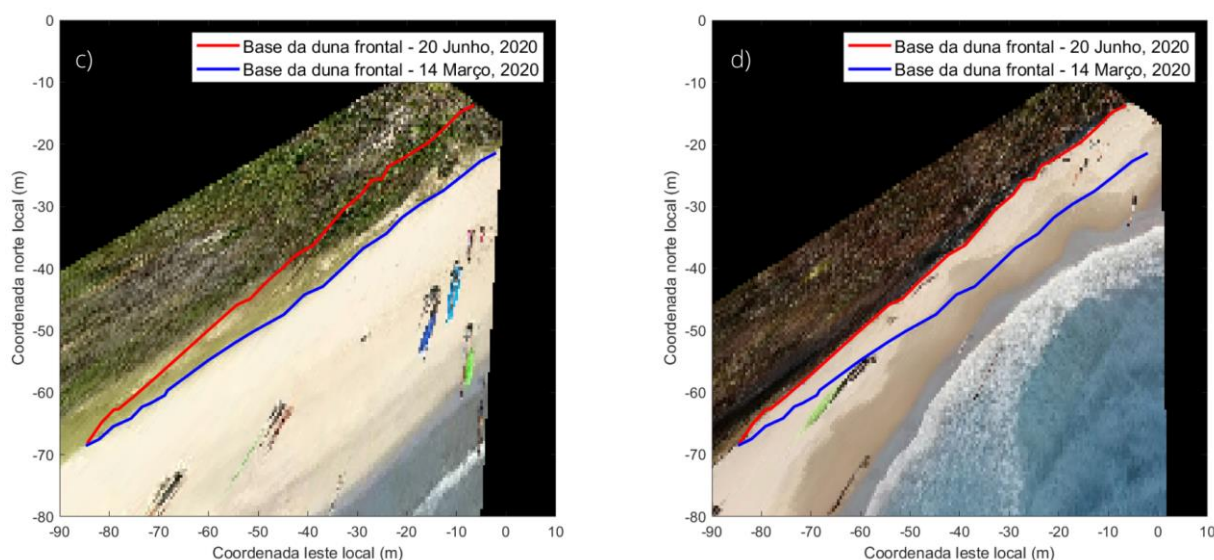 c)
Base da duna frontal - 20 Junho, 2020
Base da duna frontal - 14 Março, 2020
0
-10
-20
-30
-40
-50
-60
-70
-80
Coordenada norte local (m)
-90 -80 -70 -60 -50 -40 -30 -20 -10 0 10
Coordenada leste local (m)
d)
Base da duna frontal - 20 Junho, 2020
Base da duna frontal - 14 Março, 2020
0
-10
-20
-30
-40
-50
-60
-70
-80
Coordenada norte local (m)
-90 -80 -70 -60 -50 -40 -30 -20 -10 0 10
Coordenada leste local (m)